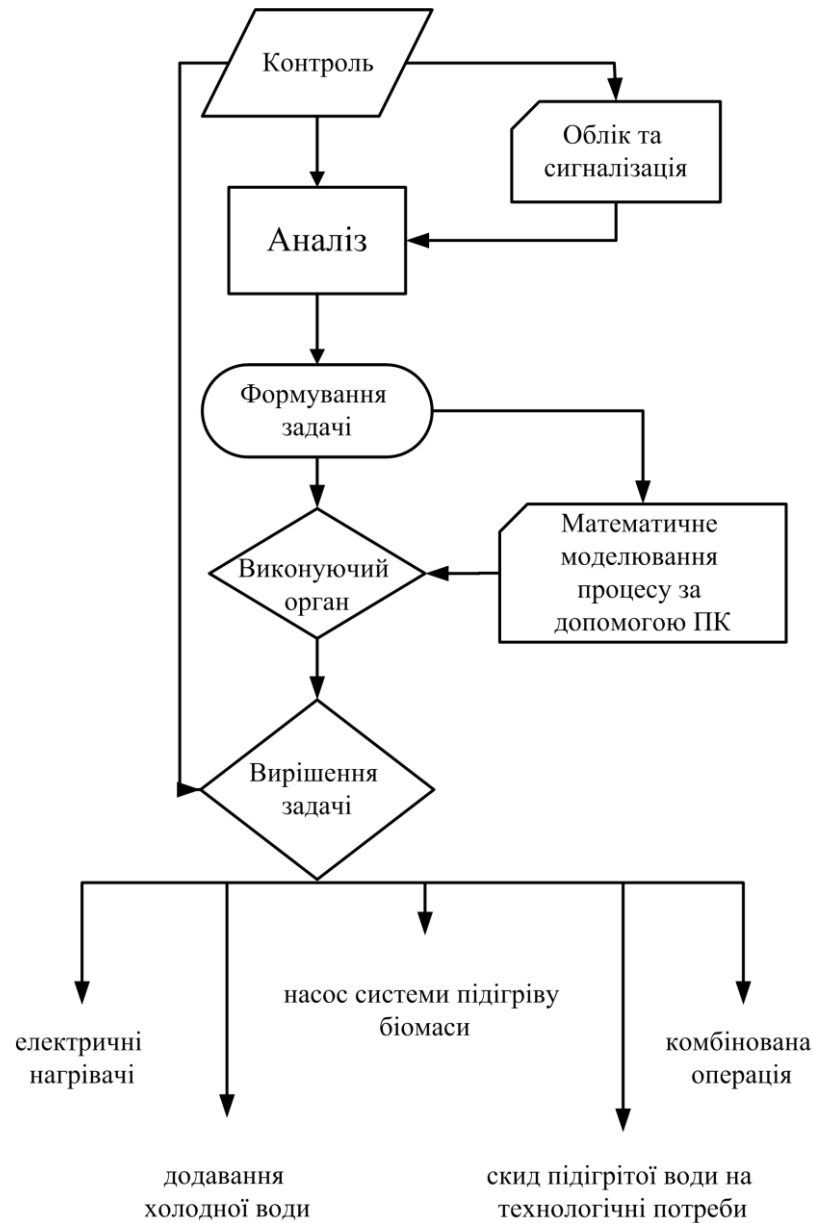 Контроль
Облік та
сигналізація
Аналіз
Формування
задачі
Математичне
моделювання
процесу за
допомогою ПК
Виконуючий
орган
Вирішення
задачі
насос системи підігріву
біомаси
електричні
нагрівачі
комбінована
операція
додавання
холодної води
скид підігрітої води на
технологічні потреби